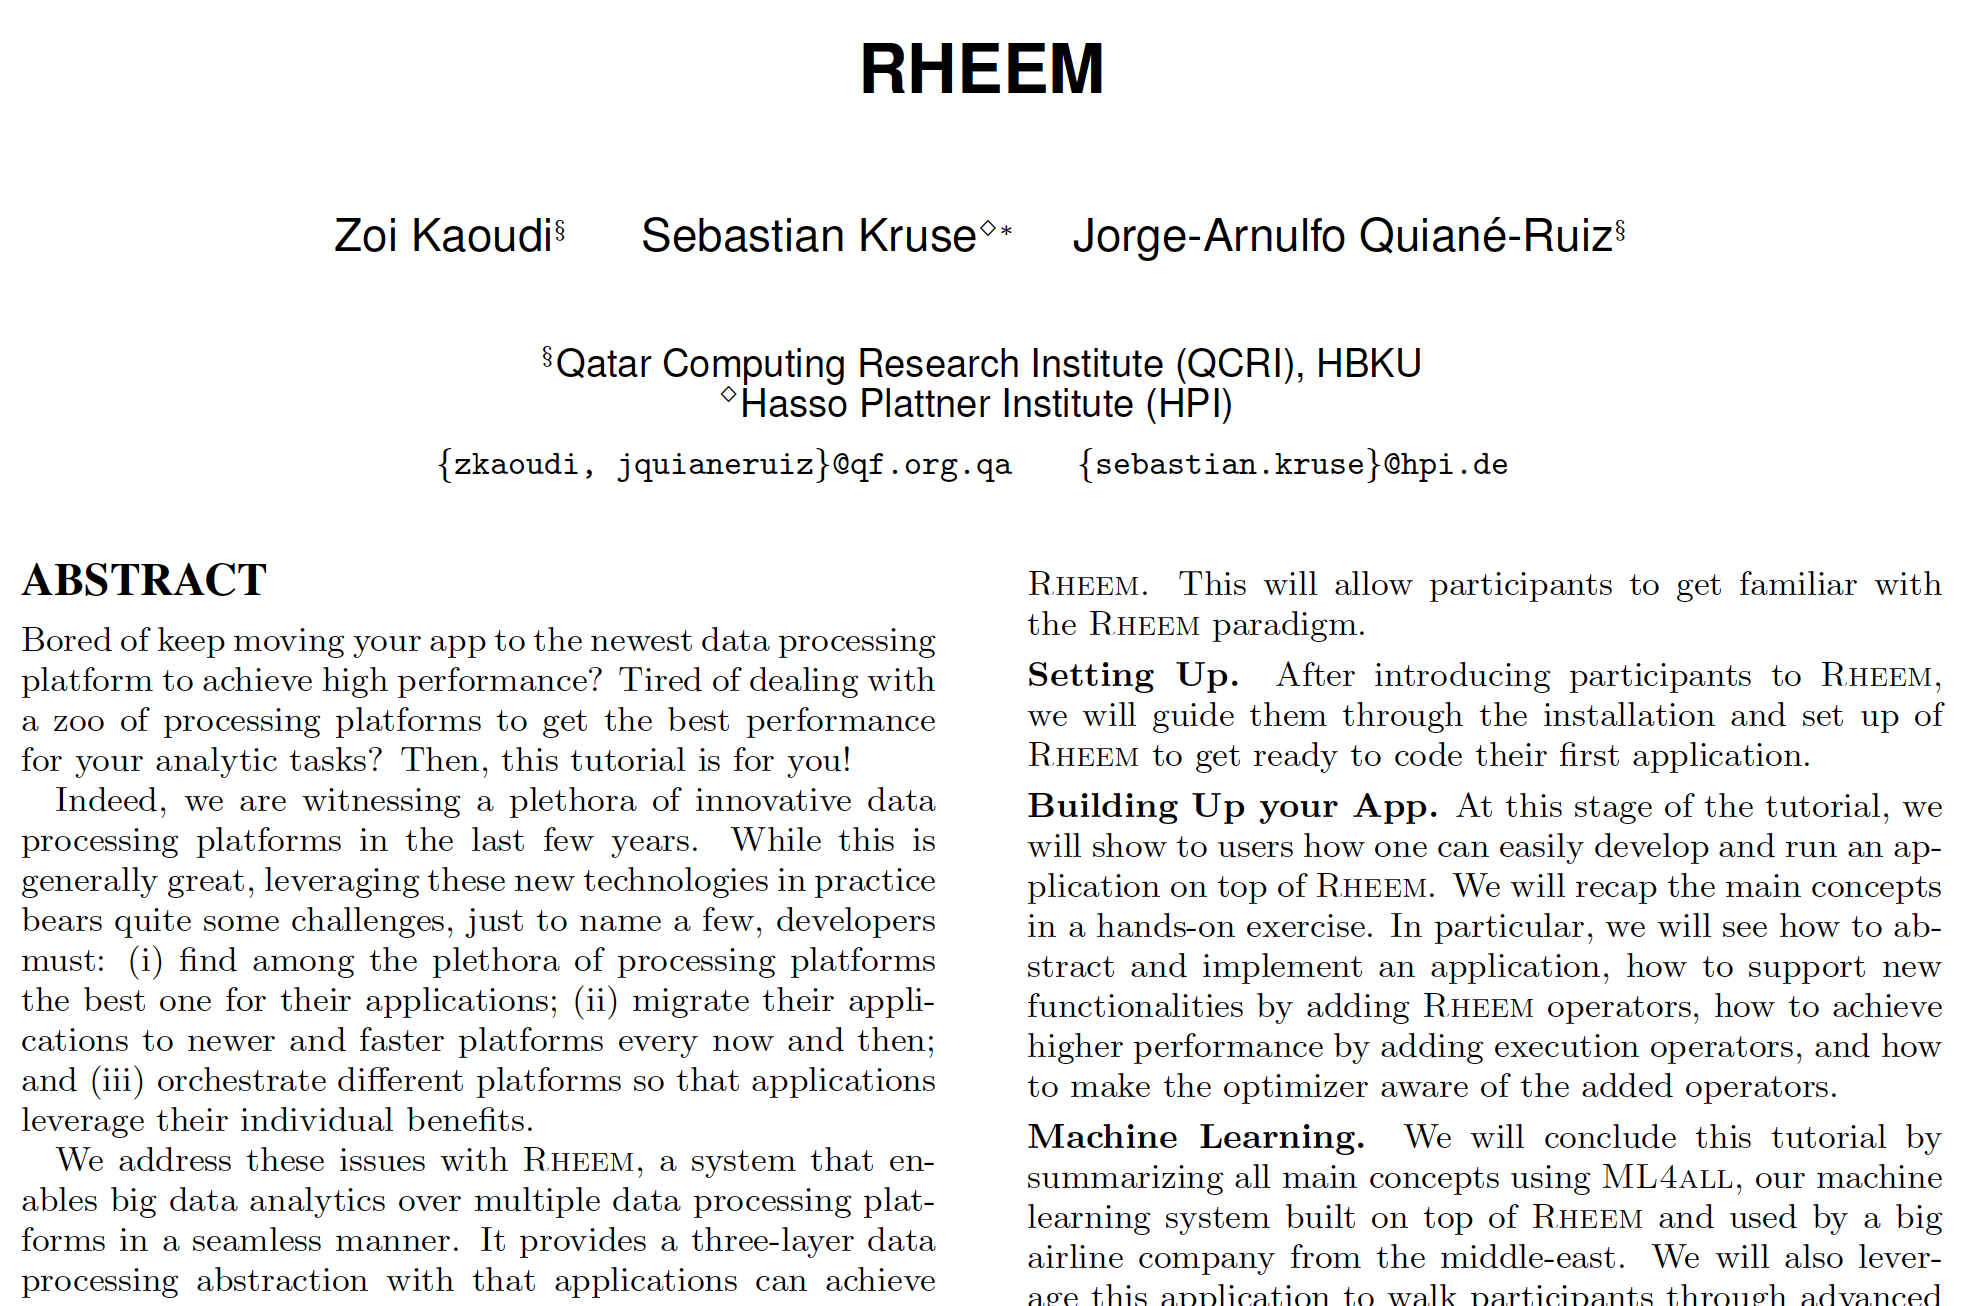 RHEEM
Zoi Kaoudi§ Sebastian Kruse◇∗ Jorge-Arnulfo Quiané-Ruiz§
§Qatar Computing Research Institute (QCRI), HBKU
◇Hasso Plattner Institute (HPI)
{zkaoudi, jquianeruiz}@qf.org.qa {sebastian.kruse}@hpi.de
ABSTRACT
Bored of keep moving your app to the newest data processing
platform to achieve high performance? Tired of dealing with
a zoo of processing platforms to get the best performance
for your analytic tasks? Then, this tutorial is for you!
Indeed, we are witnessing a plethora of innovative data
processing platforms in the last few years. While this is
generally great, leveraging these new technologies in practice
bears quite some challenges, just to name a few, developers
must: (i) find among the plethora of processing platforms
the best one for their applications; (ii) migrate their appli-
cations to newer and faster platforms every now and then;
and (iii) orchestrate different platforms so that applications
leverage their individual benefits.
We address these issues with RHEEM, a system that en-
ables big data analytics over multiple data processing plat-
forms in a seamless manner. It provides a three-layer data
processing abstraction with that applications can achieve
RHEEM. This will allow participants to get familiar with
the RHEEM paradigm.
Setting Up. After introducing participants to RHEEM,
we will guide them through the installation and set up of
RHEEM to get ready to code their first application.
Building Up your App. At this stage of the tutorial, we
will show to users how one can easily develop and run an ap-
plication on top of RHEEM. We will recap the main concepts
in a hands-on exercise. In particular, we will see how to ab-
stract and implement an application, how to support new
functionalities by adding RHEEM operators, how to achieve
higher performance by adding execution operators, and how
to make the optimizer aware of the added operators.
Machine Learning. We will conclude this tutorial by
summarizing all main concepts using ML4ALL, our machine
learning system built on top of RHEEM and used by a big
airline company from the middle-east. We will also lever-
age this application to walk participants through advanced